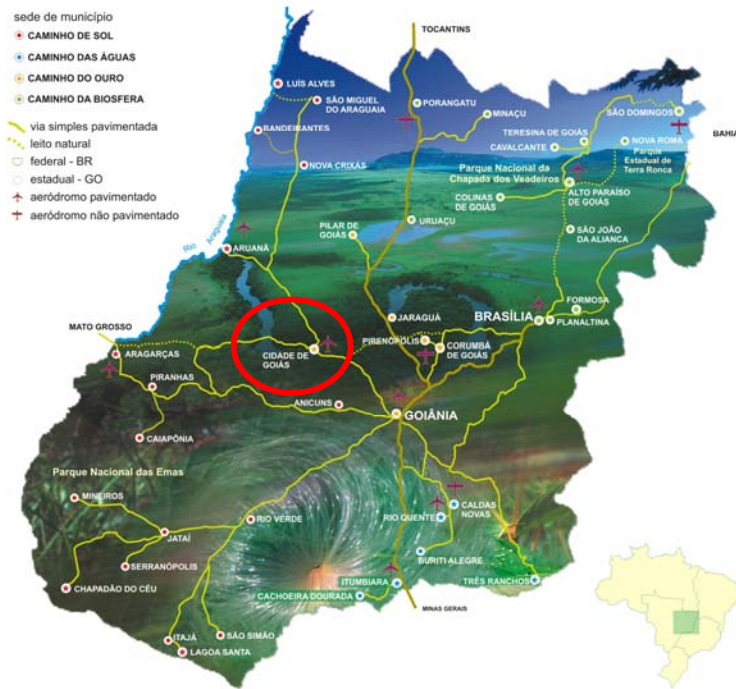 sede de município
CAMINHO DE SOL
CAMINHO DAS ÁGUAS
CAMINHO DO OURO
CAMINHO DA BIOSFERA
via simples pavimentada
leito natural
federal - BR
estadual - GO
aeródromo pavimentado
aeródromo não pavimentado
TOCANTINS
LUÍS ALVES
SÃO MIGUEL
DO ARAGUAIA
PORANGATU
MINAÇU
SÃO DOMINGOS
BANDEIRANTES
TERESINA DE GOIÁS
CAVALCANTE
NOVA ROMA
BAHIA
Parque
Estadual de
Terra Ronca
NOVA CRIXÁS
Parque Nacional da
Chapada dos Veadeiros
ALTO PARAÍSO
DE GOIÁS
COLINAS
DE GOIÁS
Rio Araguaia
ARUANÃ
PILAR DE
GOIÁS
URUAÇU
SÃO JOÃO
DA ALIANÇA
JARAGUÁ
BRASÍLIA
FORMOSA
PLANALTINA
MATO GROSSO
ARAGARÇAS
CIDADE DE
GOIÁS
PIRENÓPOLIS
CORUMBÁ
DE GOIÁS
PIRANHAS
ANICUNS
GOIÂNIA
CAIAPÔNIA
Parque Nacional das Emas
MINEIROS
RIO VERDE
RIO QUENTE
CALDAS
NOVAS
JATAÍ
BURITI ALEGRE
SERRANÓPOLIS
CHAPADÃO DO CÉU
ITUMBIARA
TRÊS RANCHOS
CACHOEIRA DOURADA
MINAS GERAIS
ITAJÁ
SÃO SIMÃO
LAGOA SANTA